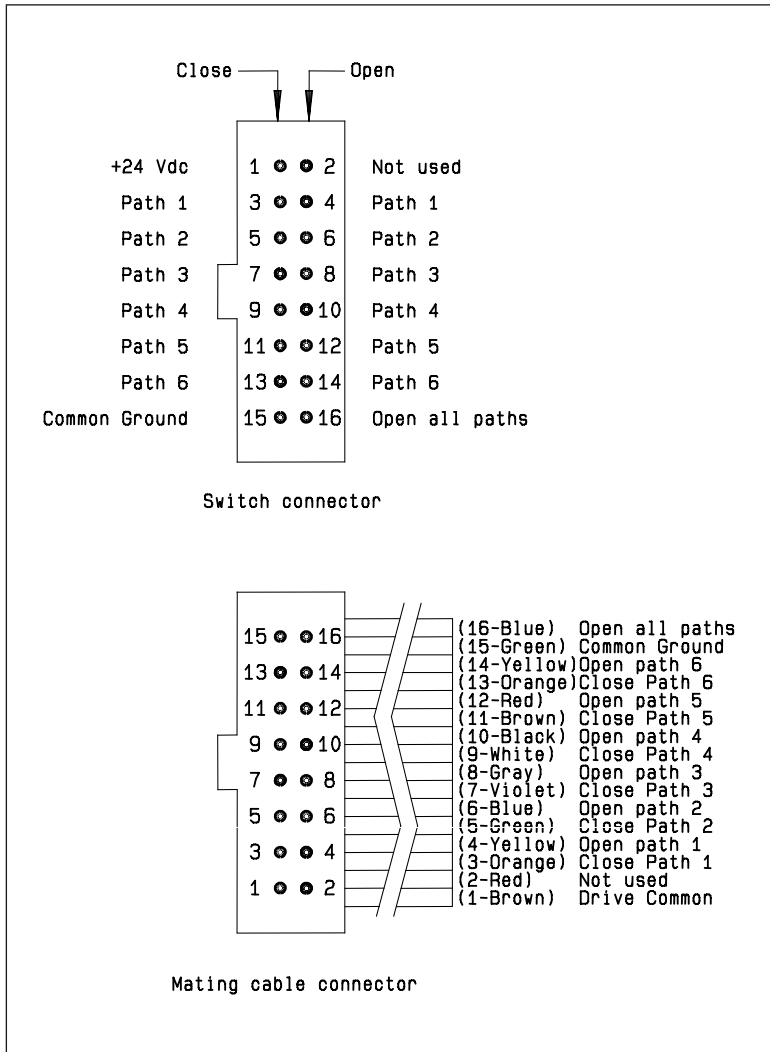 Close Open
+24 Vdc 1 2 Not used
Path 1 3 4 Path 1
Path 2 5 6 Path 2
Path 3 7 8 Path 3
Path 4 9 10 Path 4
Path 5 11 12 Path 5
Path 6 13 14 Path 6
Common Ground 15 16 Open all paths
Switch connector
15 16 (16-Blue) Open all paths
(15-Green) Common Ground
13 14 (14-Yellow) Open path 6
(13-Orange) Close Path 6
11 12 (12-Red) Open path 5
(11-Brown) Close Path 5
9 10 (10-Black) Open path 4
(9-White) Close Path 4
7 8 (8-Gray) Open path 3
(7-Violet) Close Path 3
5 6 (6-Blue) Open path 2
(5-Green) Close Path 2
3 4 (4-Yellow) Open path 1
(3-Orange) Close Path 1
1 2 (2-Red) Not used
(1-Brown) Drive Common
Mating cable connector